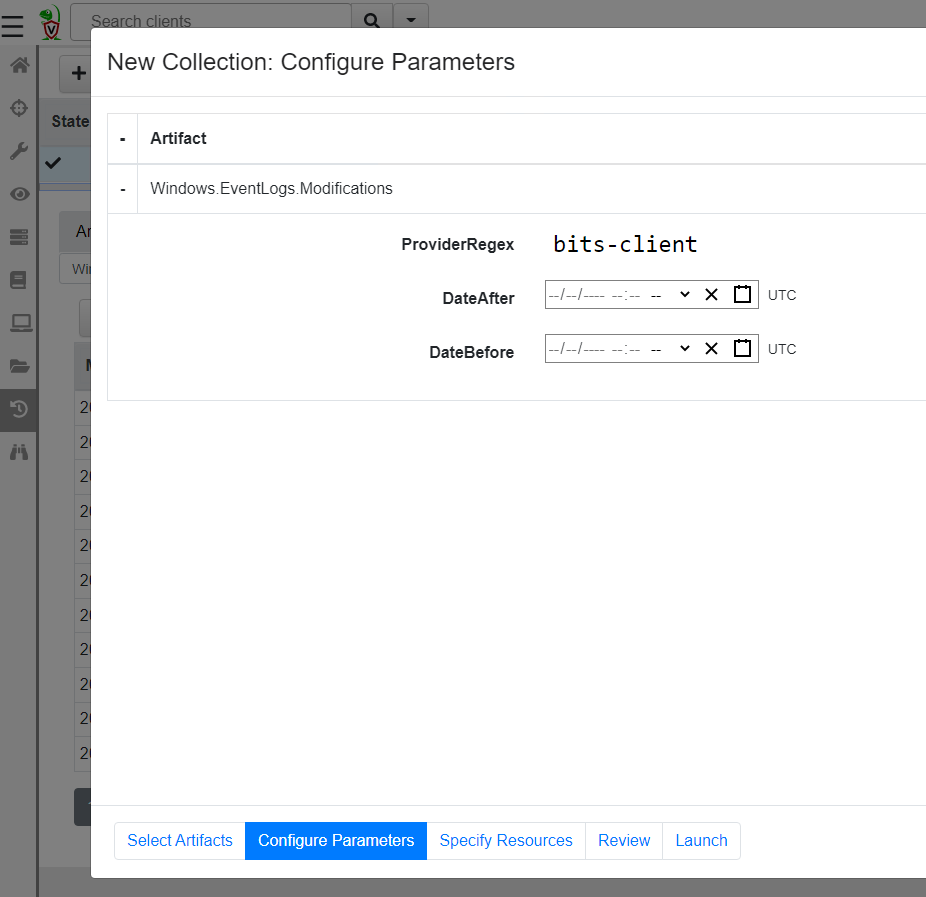 Search clients
New Collection: Configure Parameters
+
State
- Artifact
- Windows.EventLogs.Modifications
ProviderRegex bits-client
DateAfter --/--/---- --:-- -- UTC
DateBefore --/--/---- --:-- -- UTC
Select Artifacts Configure Parameters Specify Resources Review Launch